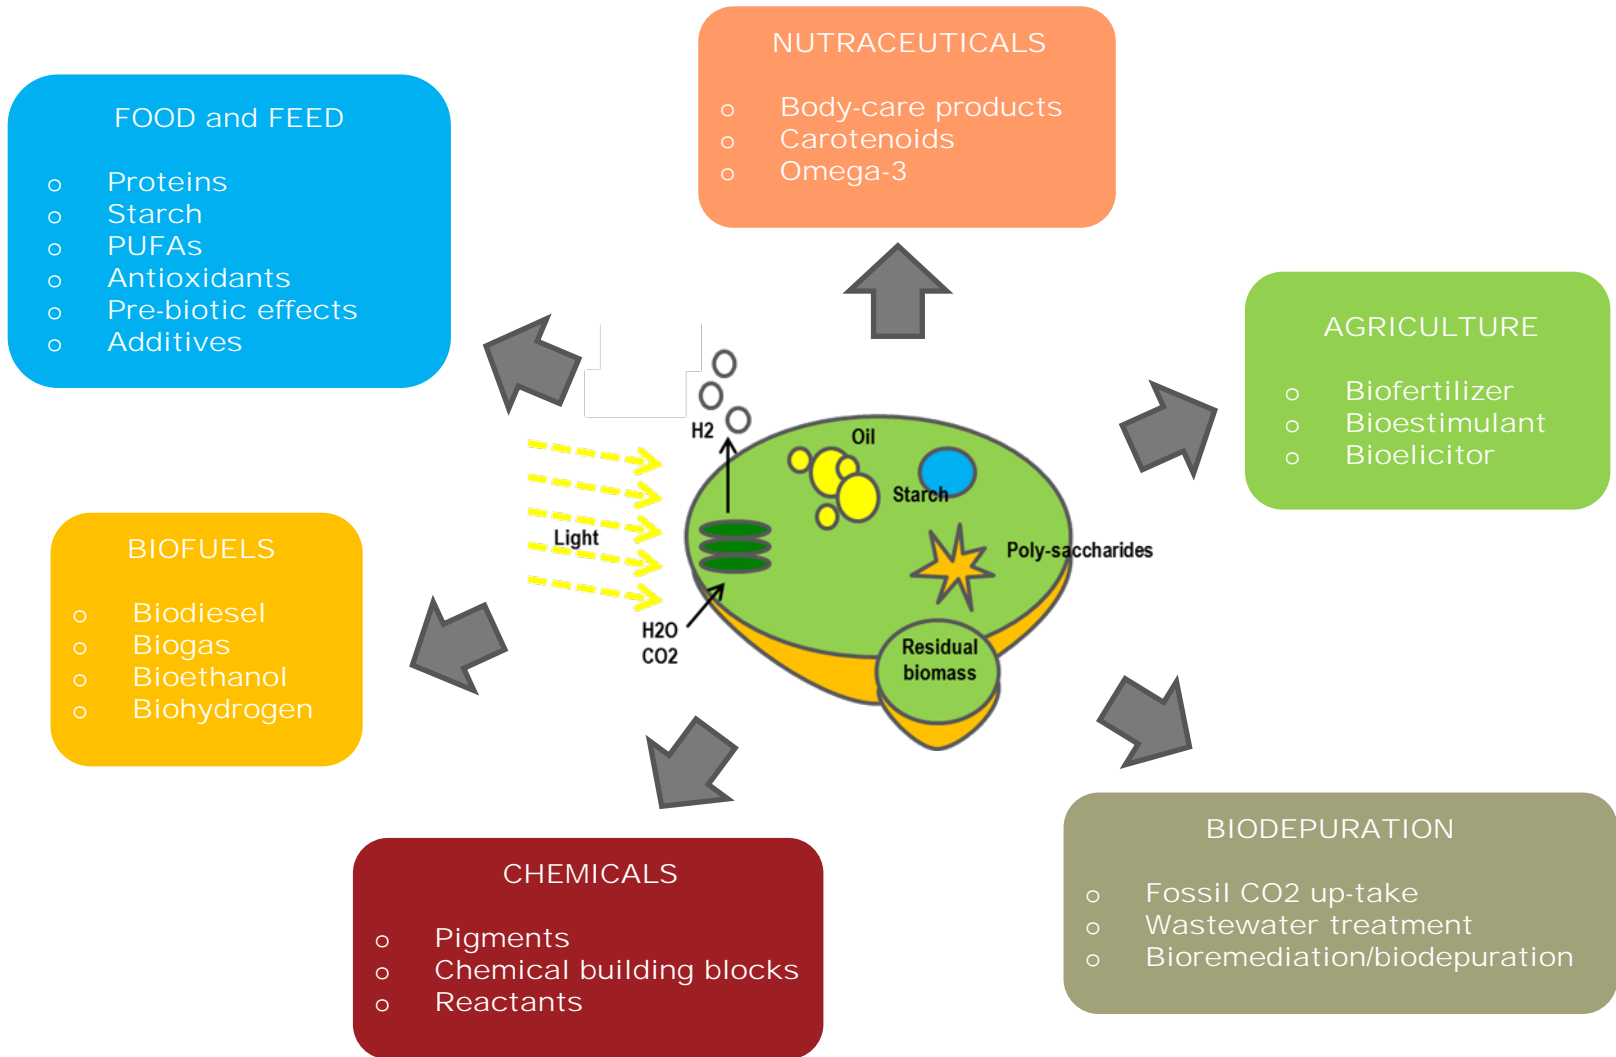 NUTRACEUTICALS
o Body-care products
o Carotenoids
o Omega-3
FOOD and FEED
o Proteins
o Starch
o PUFAs
o Antioxidants
o Pre-biotic effects
o Additives
AGRICULTURE
o Biofertilizer
o Bioestimulant
o Bioelicitor
H2
Oil
Starch
Light
Poly-saccharides
H2O
CO2
Residual
biomass
BIOFUELS
o Biodiesel
o Biogas
o Bioethanol
o Biohydrogen
CHEMICALS
o Pigments
o Chemical building blocks
o Reactants
BIODEPURATION
o Fossil CO2 up-take
o Wastewater treatment
o Bioremediation/biodepuration